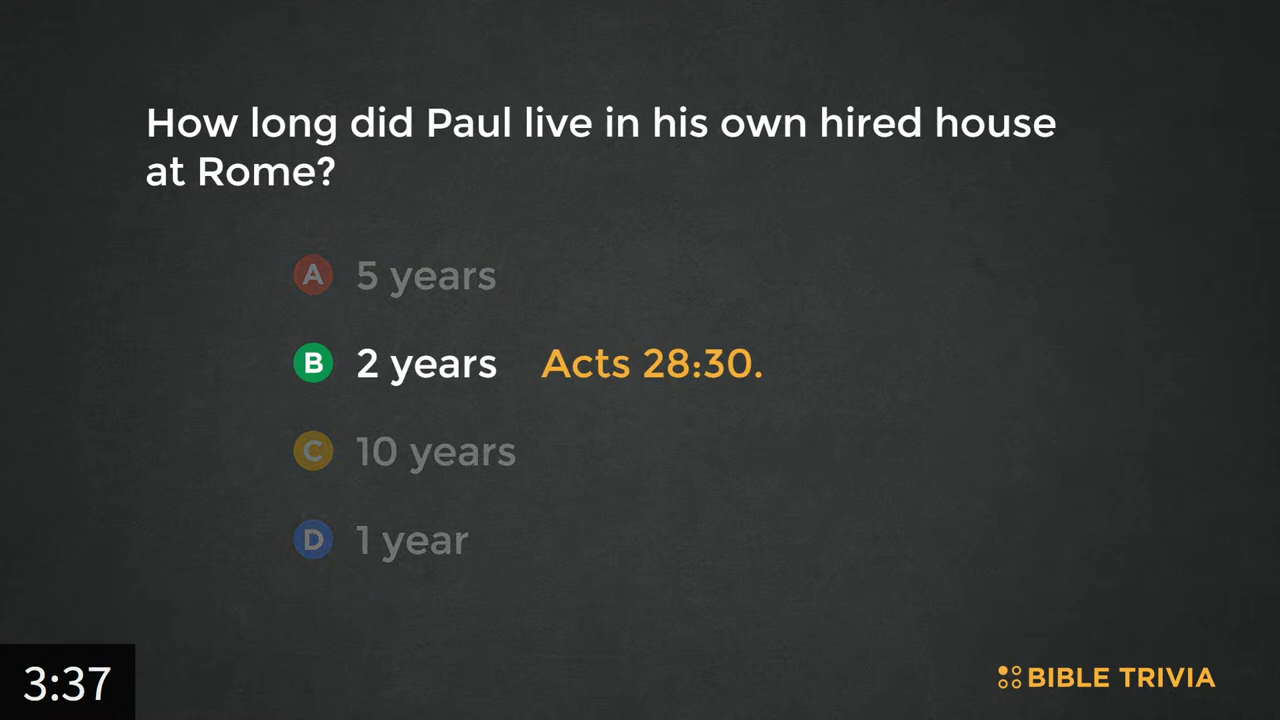 How long did Paul live in his own hired house
at Rome?
A 5 years
B 2 years Acts 28:30.
C 10 years
D 1 year
3:37
BIBLE TRIVIA